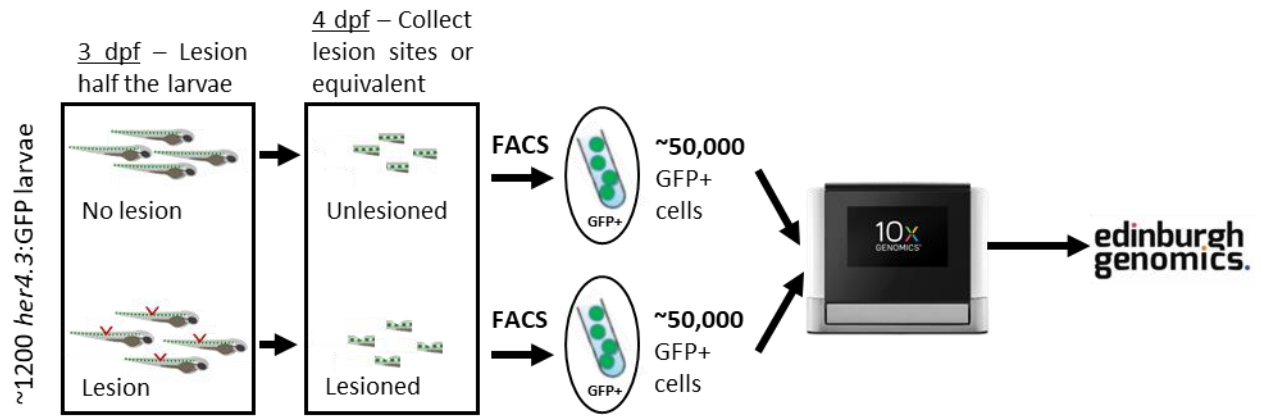 ~1200 her4.3:GFP larvae
3 dpf – Lesion
half the larvae
No lesion
Lesion
4 dpf – Collect
lesion sites or
equivalent
Unlesioned
Lesioned
FACS
GFP+
~50,000
GFP+
cells
FACS
GFP+
~50,000
GFP+
cells
10x
GENOMICS
edinburgh
genomics.